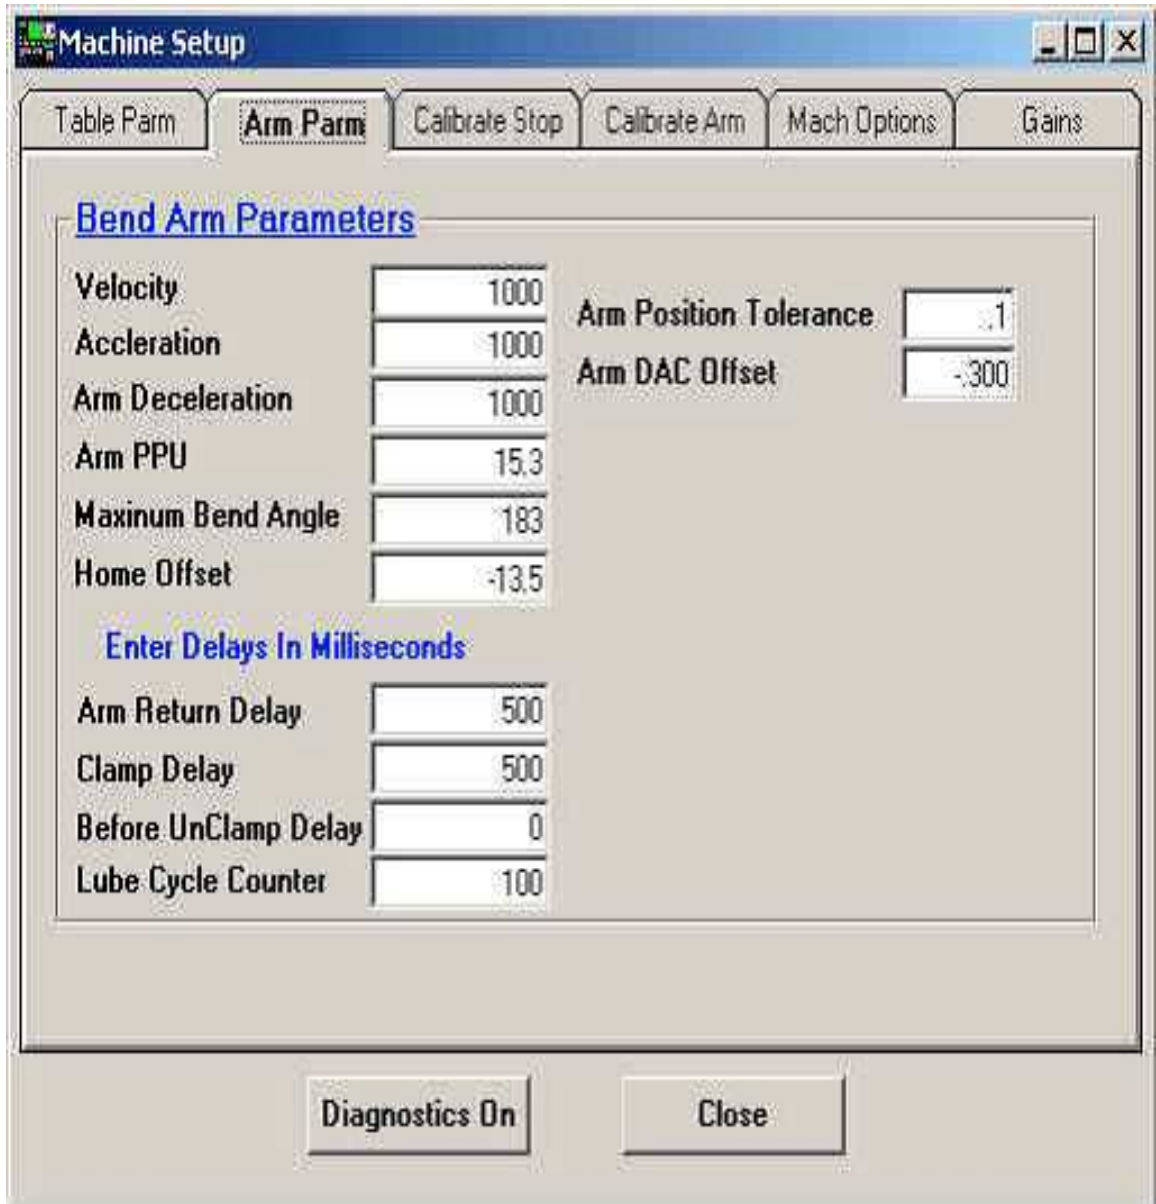 Machine Setup
Table Parm Arm Parm Calibrate Stop Calibrate Arm Mach Options Gains
Bend Arm Parameters
Velocity 1000
Accleration 1000
Arm Deceleration 1000
Arm PPU 15.3
Maxinum Bend Angle 183
Home Offset -13.5
Arm Position Tolerance .1
Arm DAC Offset -.300
Enter Delays In Milliseconds
Arm Return Delay 500
Clamp Delay 500
Before UnClamp Delay 0
Lube Cycle Counter 100
Diagnostics On Close